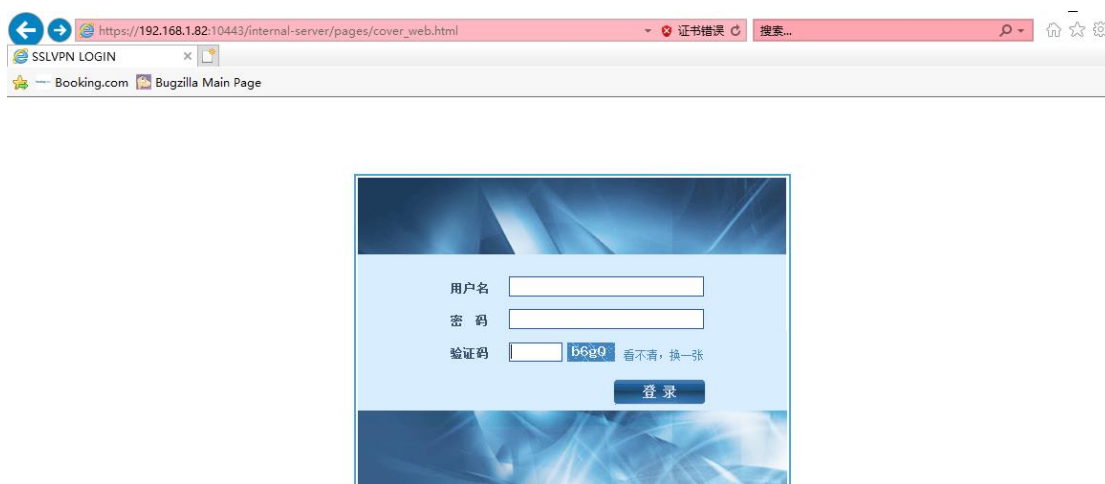 https://192.168.1.82:10443/internal-server/pages/cover_web.html 证书错误 搜索...
SSLVPN LOGIN
Booking.com Bugzilla Main Page
用户名
密 码
验证码 b6g0 看不清，换一张
登 录